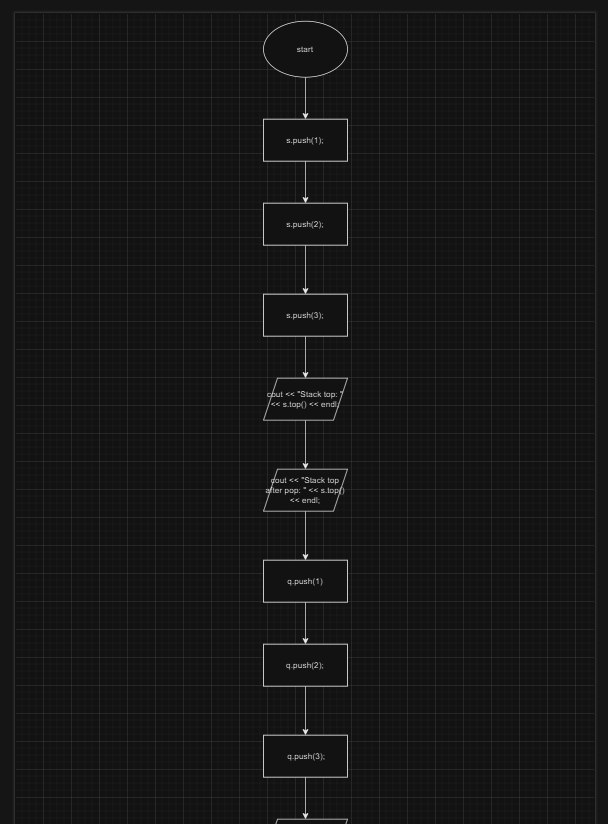 start
s.push(1);
s.push(2);
s.push(3);
cout << "Stack top: "
<< s.top() << endl;
cout << "Stack top
after pop: " << s.top()
<< endl;
q.push(1)
q.push(2);
q.push(3);